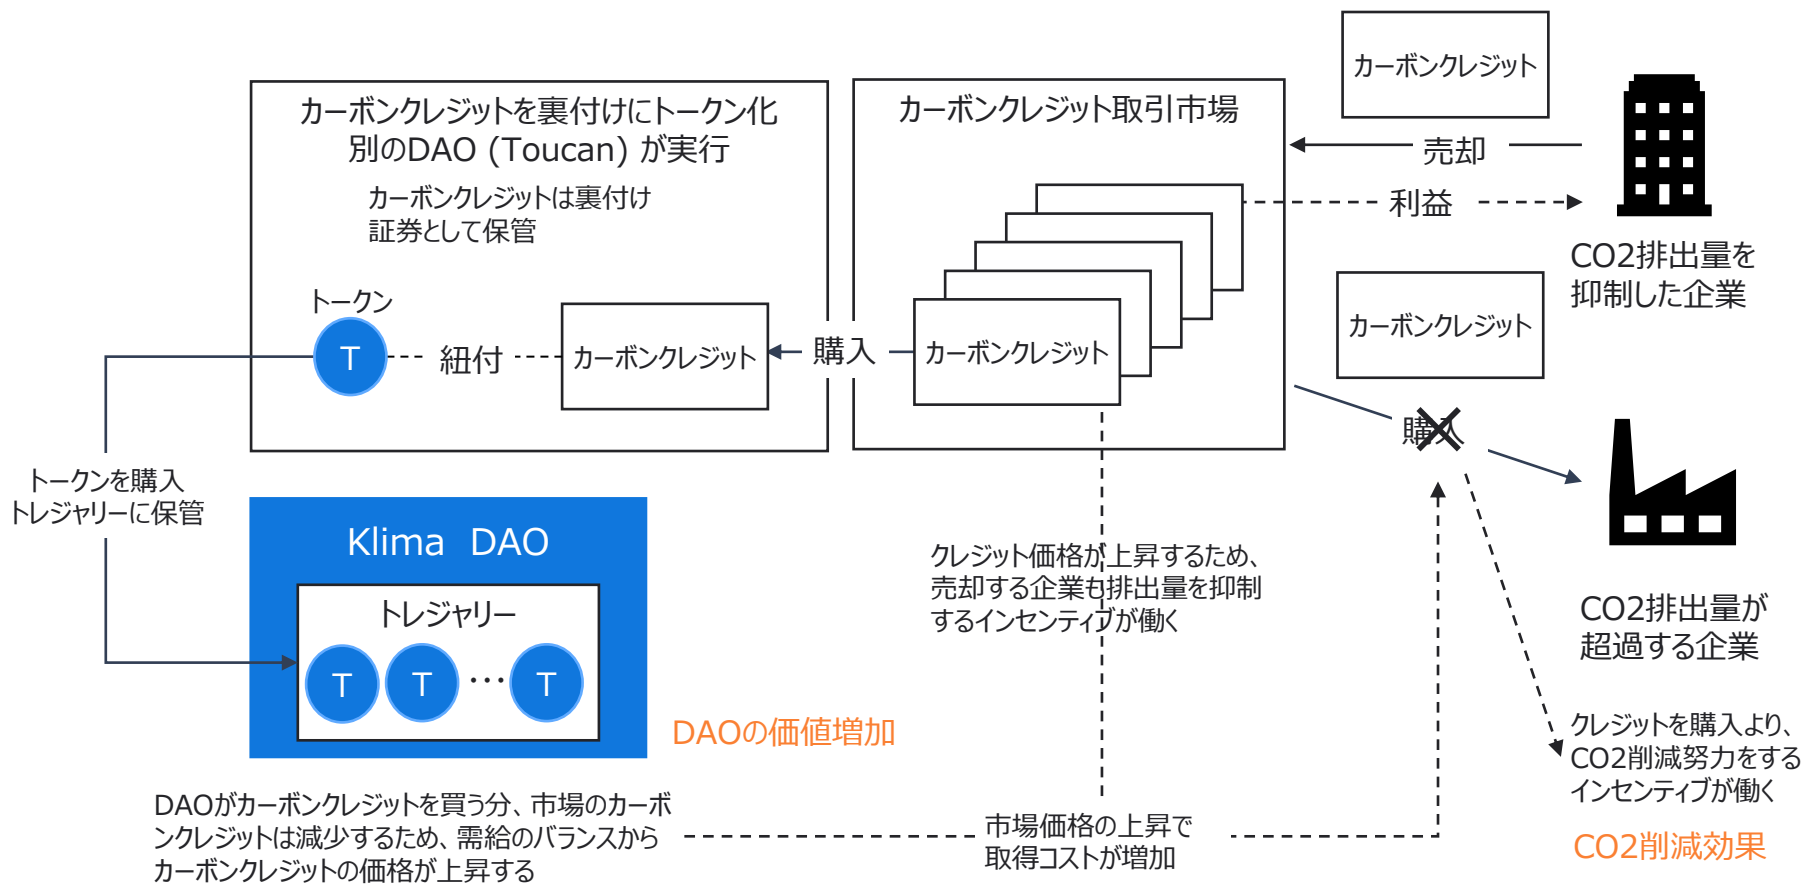 カーボンクレジットを裏付けにトークン化
別のDAO (Toucan) が実行
カーボンクレジットは裏付け
証券として保管
トークン
T
紐付
カーボンクレジット
購入
カーボンクレジット取引市場
カーボンクレジット
カーボンクレジット
売却
利益
CO2排出量を
抑制した企業
カーボンクレジット
購入
CO2排出量が
超過する企業
トークンを購入
トレジャリーに保管
Klima DAO
トレジャリー
T
T
…
T
DAOの価値増加
クレジット価格が上昇するため、
売却する企業も排出量を抑制
するインセンティブが働く
クレジットを購入より、
CO2削減努力をする
インセンティブが働く
CO2削減効果
DAOがカーボンクレジットを買う分、市場のカーボ
ンクレジットは減少するため、需給のバランスから
カーボンクレジットの価格が上昇する
市場価格の上昇で
取得コストが増加